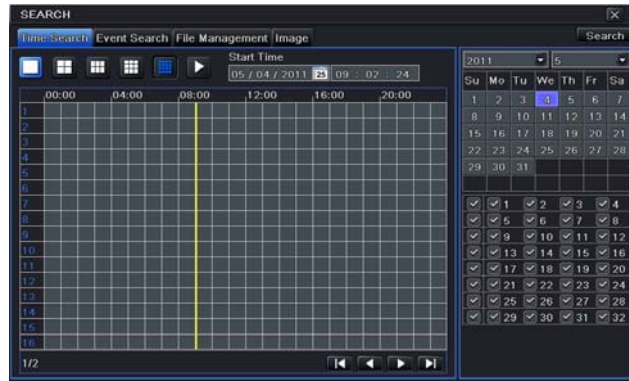 SEARCH
Time Search Event Search File Management Image Search
Start Time
05 / 04 / 2011 25 09 : 02 : 24
00:00 04:00 08:00 12:00 16:00 20:00
1
2
3
4
5
6
7
8
9
10
11
12
13
14
15
16
1/2
2011 5
Su Mo Tu We Th Fr Sa
1 2 3 4 5 6 7
8 9 10 11 12 13 14
15 16 17 18 19 20 21
22 23 24 25 26 27 28
29 30 31
1 2 3 4
5 6 7 8
9 10 11 12
13 14 15 16
17 18 19 20
21 22 23 24
25 26 27 28
29 30 31 32